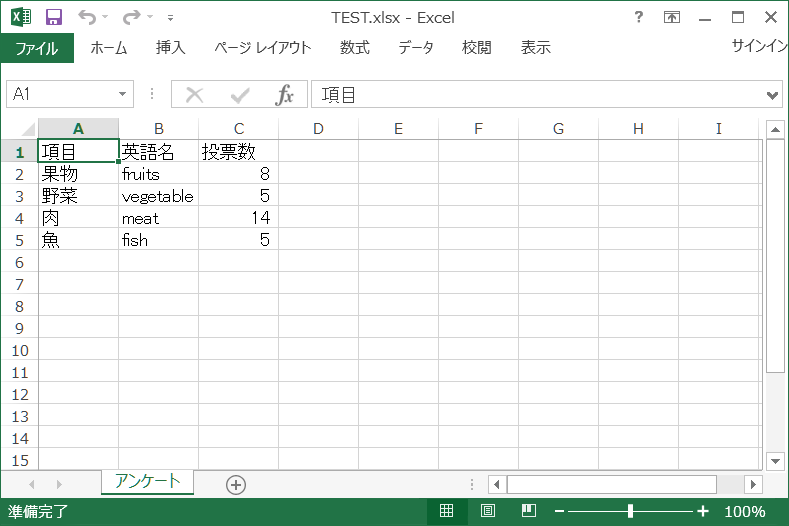 TEST.xlsx - Excel
?
ファイル ホーム 挿入 ページ レイアウト 数式 データ 校閲 表示 サインイン
A1 fx 項目
A B C D E F G H I
1 項目 英語名 投票数
2 果物 fruits 8
3 野菜 vegetable 5
4 肉 meat 14
5 魚 fish 5
6
7
8
9
10
11
12
13
14
15
アンケート
準備完了 100%